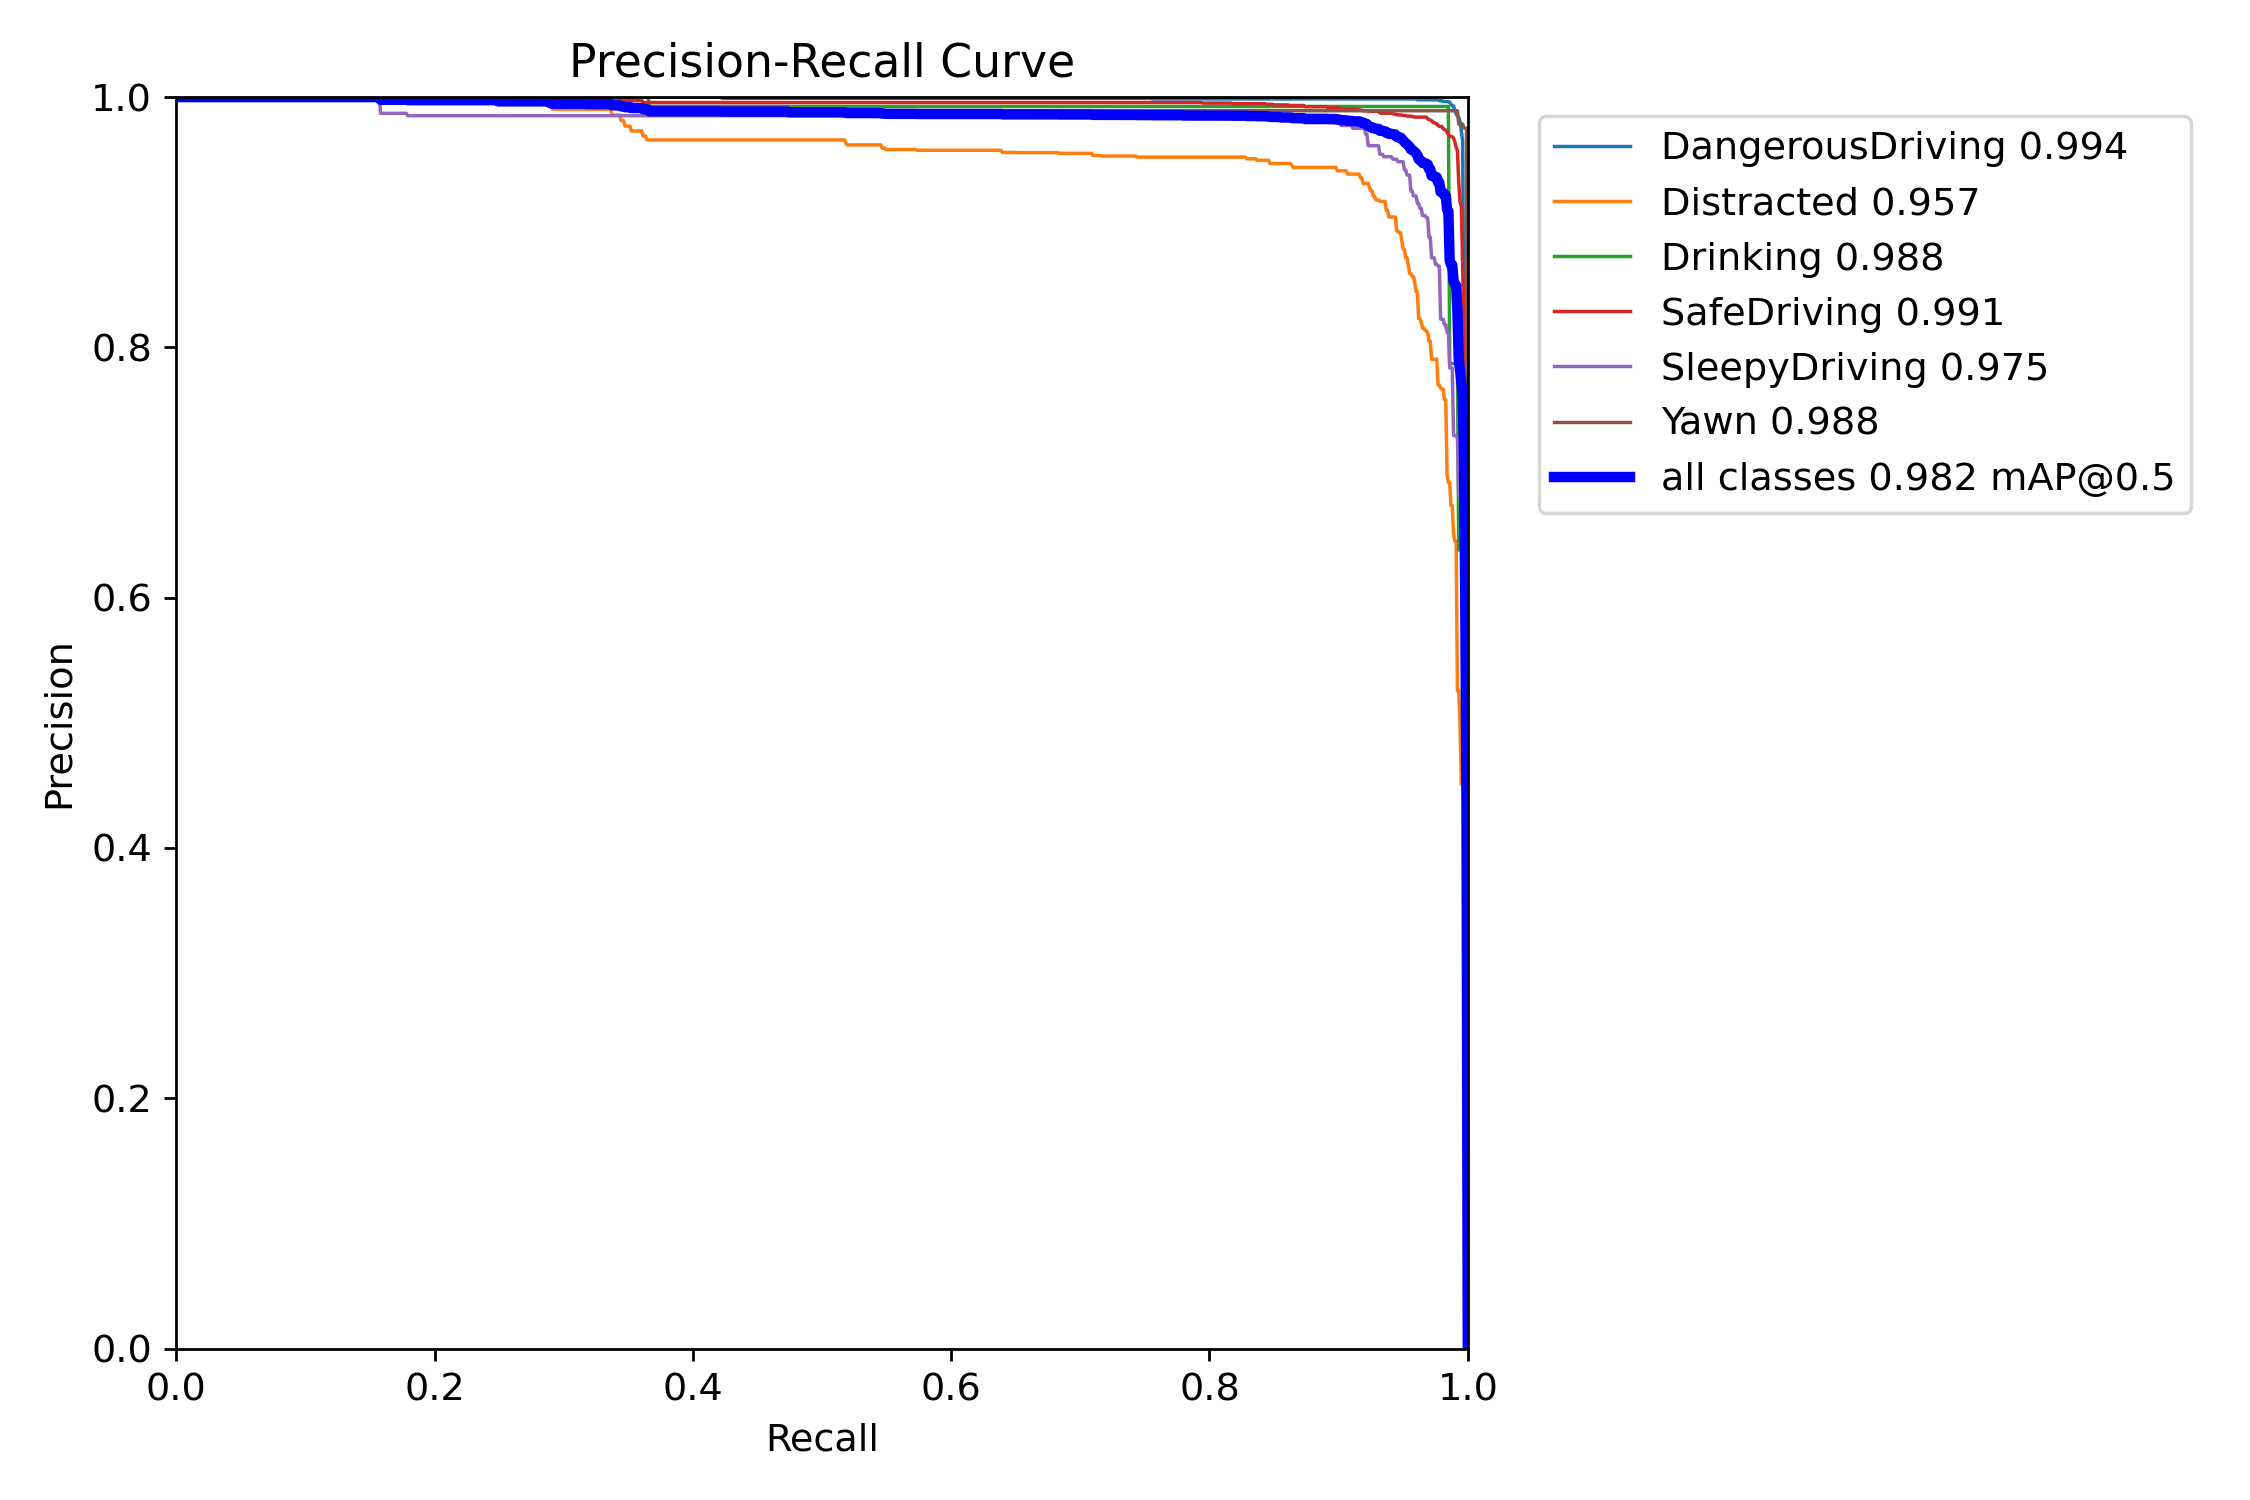 Precision-Recall Curve
1.0
0.8
0.6
0.4
0.2
0.0
Precision
0.0 0.2 0.4 0.6 0.8 1.0
Recall
DangerousDriving 0.994
Distracted 0.957
Drinking 0.988
SafeDriving 0.991
SleepyDriving 0.975
Yawn 0.988
all classes 0.982 mAP@0.5